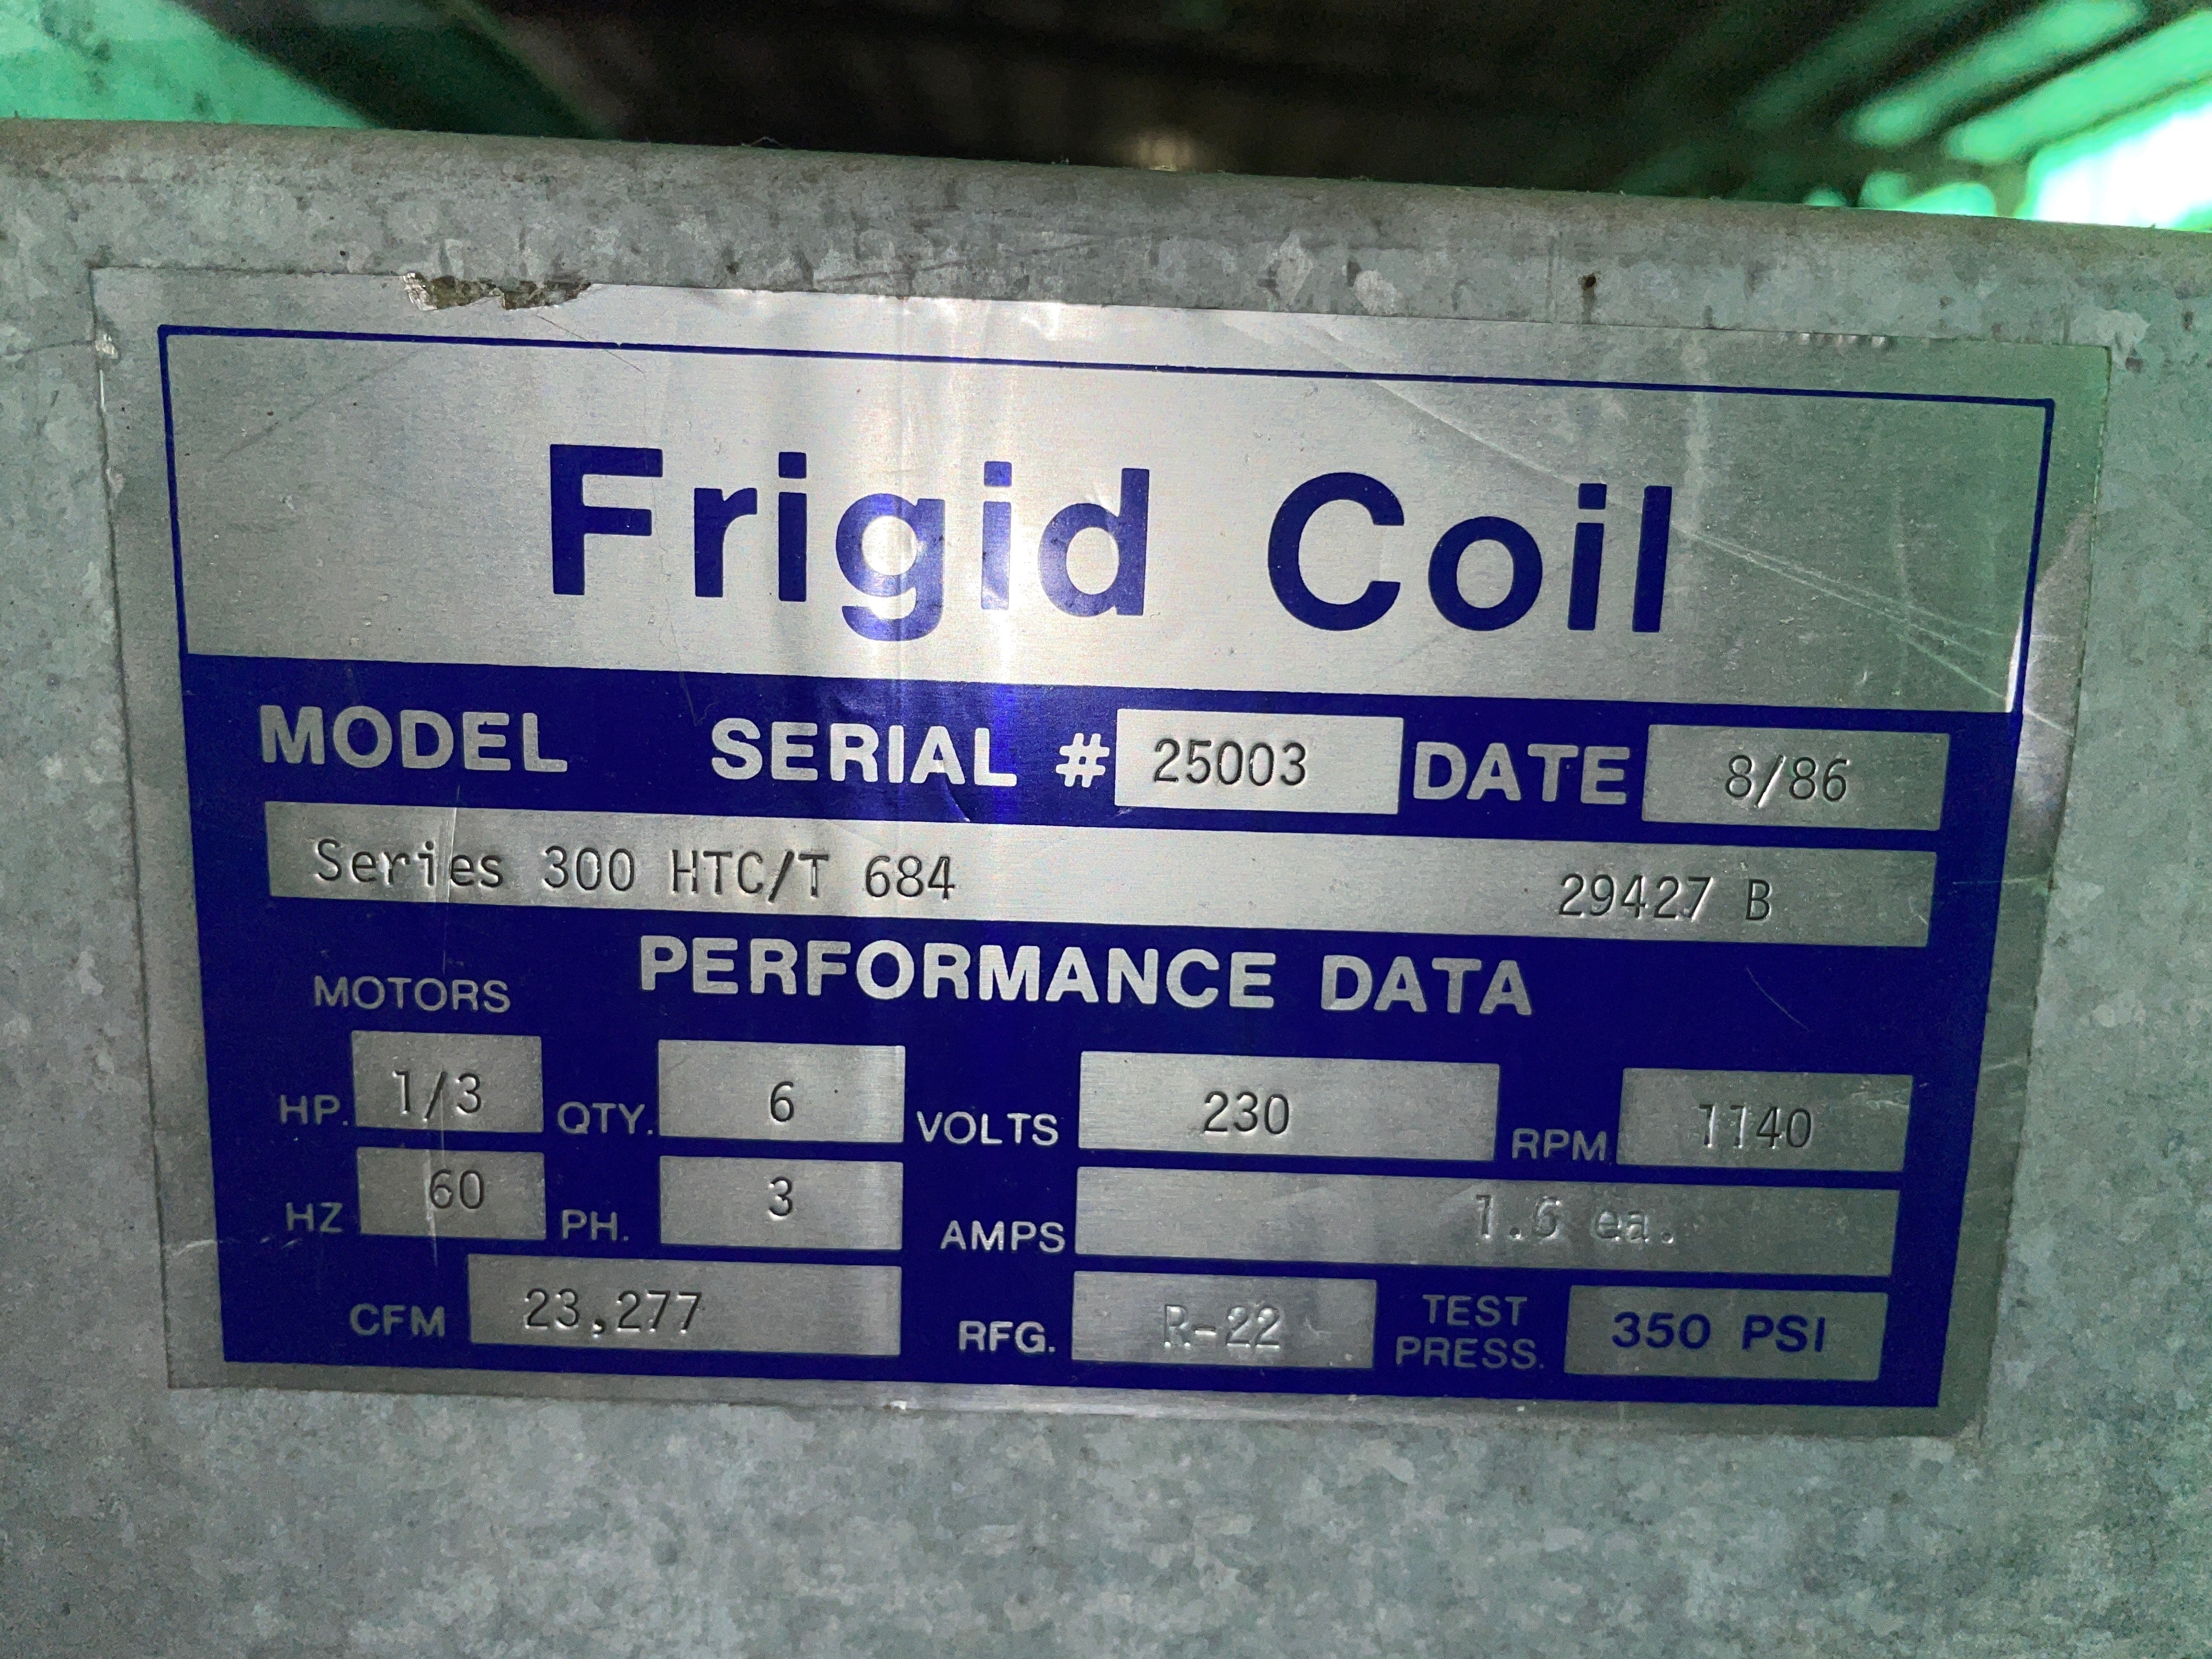 Frigid Coil
MODEL SERIAL # 25003 DATE 8/86
Series 300 HTC/T 684 29427 B
PERFORMANCE DATA
MOTORS
HP. 1/3 QTY. 6 VOLTS 230 RPM 1140
HZ 60 PH. 3 AMPS 1.6 ea.
CFM 23,277 RFG. R-22 TEST PRESS. 350 PSI